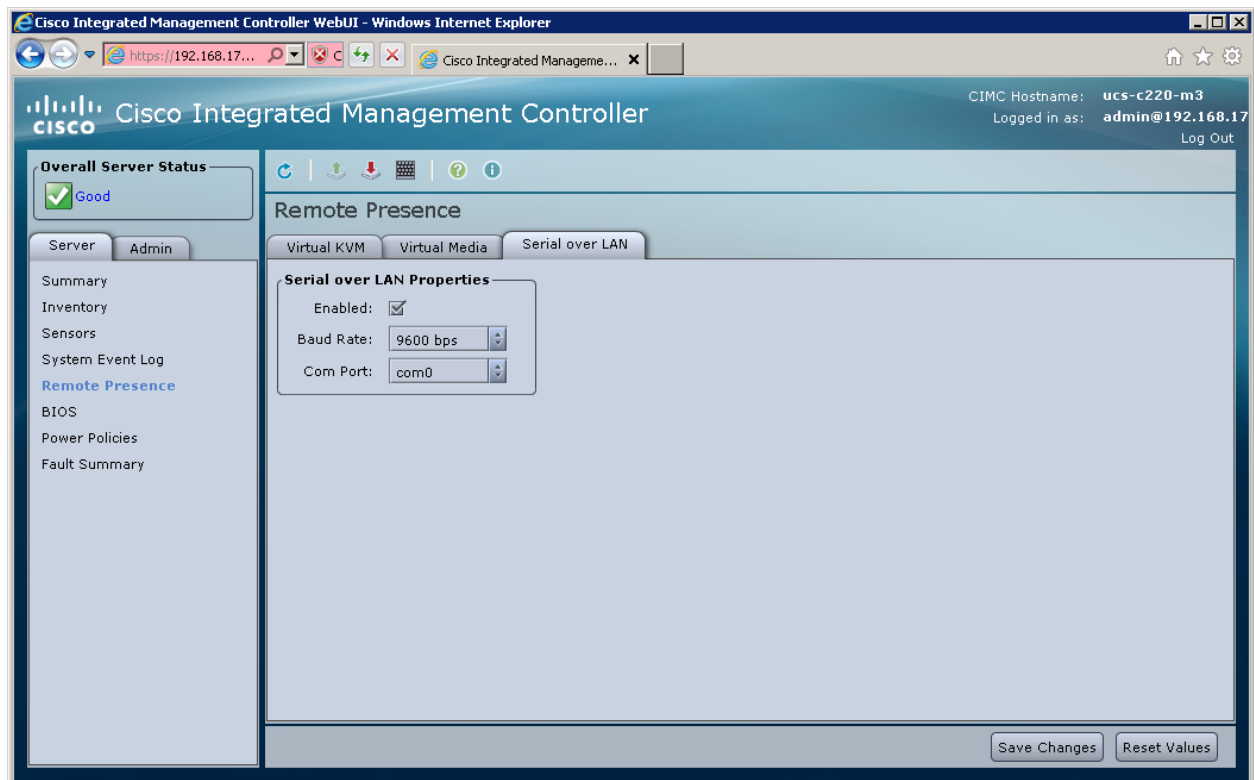 Cisco Integrated Management Controller WebUI - Windows Internet Explorer
https://192.168.17...
Cisco Integrated Manageme...
CISCO
Cisco Integrated Management Controller
CIMC Hostname: ucs-c220-m3
Logged in as: admin@192.168.17
Log Out
Overall Server Status
Good
Server Admin
Summary
Inventory
Sensors
System Event Log
Remote Presence
BIOS
Power Policies
Fault Summary
Remote Presence
Virtual KVM Virtual Media Serial over LAN
Serial over LAN Properties
Enabled:
Baud Rate: 9600 bps
Com Port: com0
Save Changes Reset Values